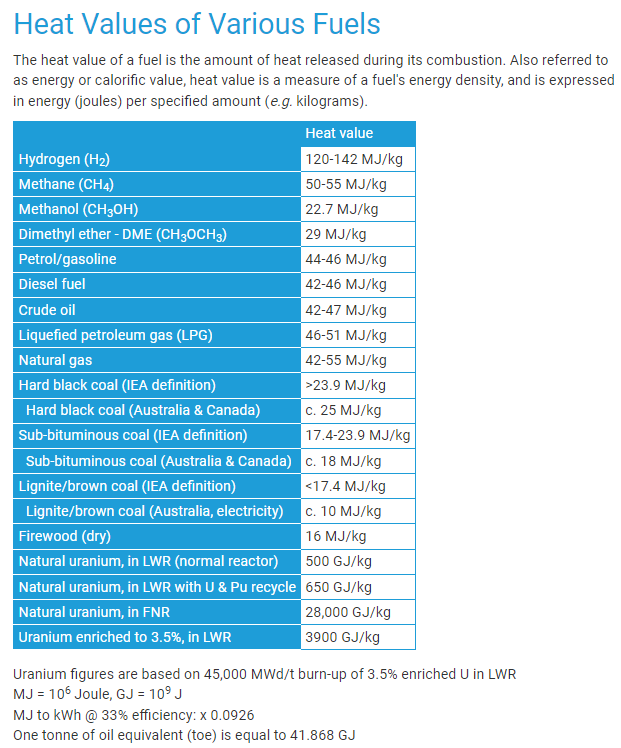 Heat Values of Various Fuels
The heat value of a fuel is the amount of heat released during its combustion. Also referred to
as energy or calorific value, heat value is a measure of a fuel's energy density, and is expressed
in energy (joules) per specified amount (e.g. kilograms).
Heat value
Hydrogen (H₂) 120-142 MJ/kg
Methane (CH₄) 50-55 MJ/kg
Methanol (CH₃OH) 22.7 MJ/kg
Dimethyl ether - DME (CH₃OCH₃) 29 MJ/kg
Petrol/gasoline 44-46 MJ/kg
Diesel fuel 42-46 MJ/kg
Crude oil 42-47 MJ/kg
Liquefied petroleum gas (LPG) 46-51 MJ/kg
Natural gas 42-55 MJ/kg
Hard black coal (IEA definition) >23.9 MJ/kg
Hard black coal (Australia & Canada) c. 25 MJ/kg
Sub-bituminous coal (IEA definition) 17.4-23.9 MJ/kg
Sub-bituminous coal (Australia & Canada) c. 18 MJ/kg
Lignite/brown coal (IEA definition) <17.4 MJ/kg
Lignite/brown coal (Australia, electricity) c. 10 MJ/kg
Firewood (dry) 16 MJ/kg
Natural uranium, in LWR (normal reactor) 500 GJ/kg
Natural uranium, in LWR with U & Pu recycle 650 GJ/kg
Natural uranium, in FNR 28,000 GJ/kg
Uranium enriched to 3.5%, in LWR 3900 GJ/kg
Uranium figures are based on 45,000 MWd/t burn-up of 3.5% enriched U in LWR
MJ = 10⁶ Joule, GJ = 10⁹ J
MJ to kWh @ 33% efficiency: x 0.0926
One tonne of oil equivalent (toe) is equal to 41.868 GJ